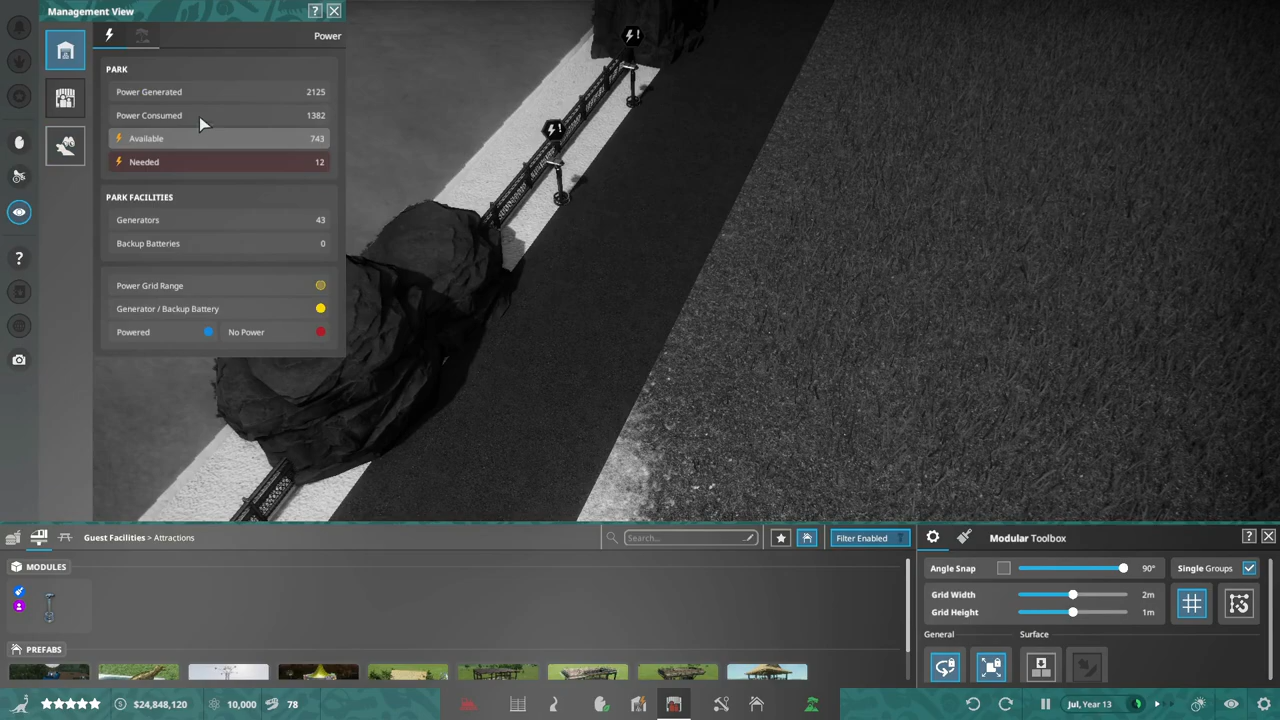 Management View
?
Power
PARK
Power Generated 2125
Power Consumed 1382
Available 743
Needed 12
PARK FACILITIES
Generators 43
Backup Batteries 0
Power Grid Range
Generator / Backup Battery
Powered No Power
?
Guest Facilities > Attractions
Search...
Filter Enabled
Modular Toolbox
?
MODULES
Angle Snap 90° Single Groups
Grid Width 2m
Grid Height 1m
General Surface
PREFABS
$24,848,120
10,000
78
Jul, Year 13